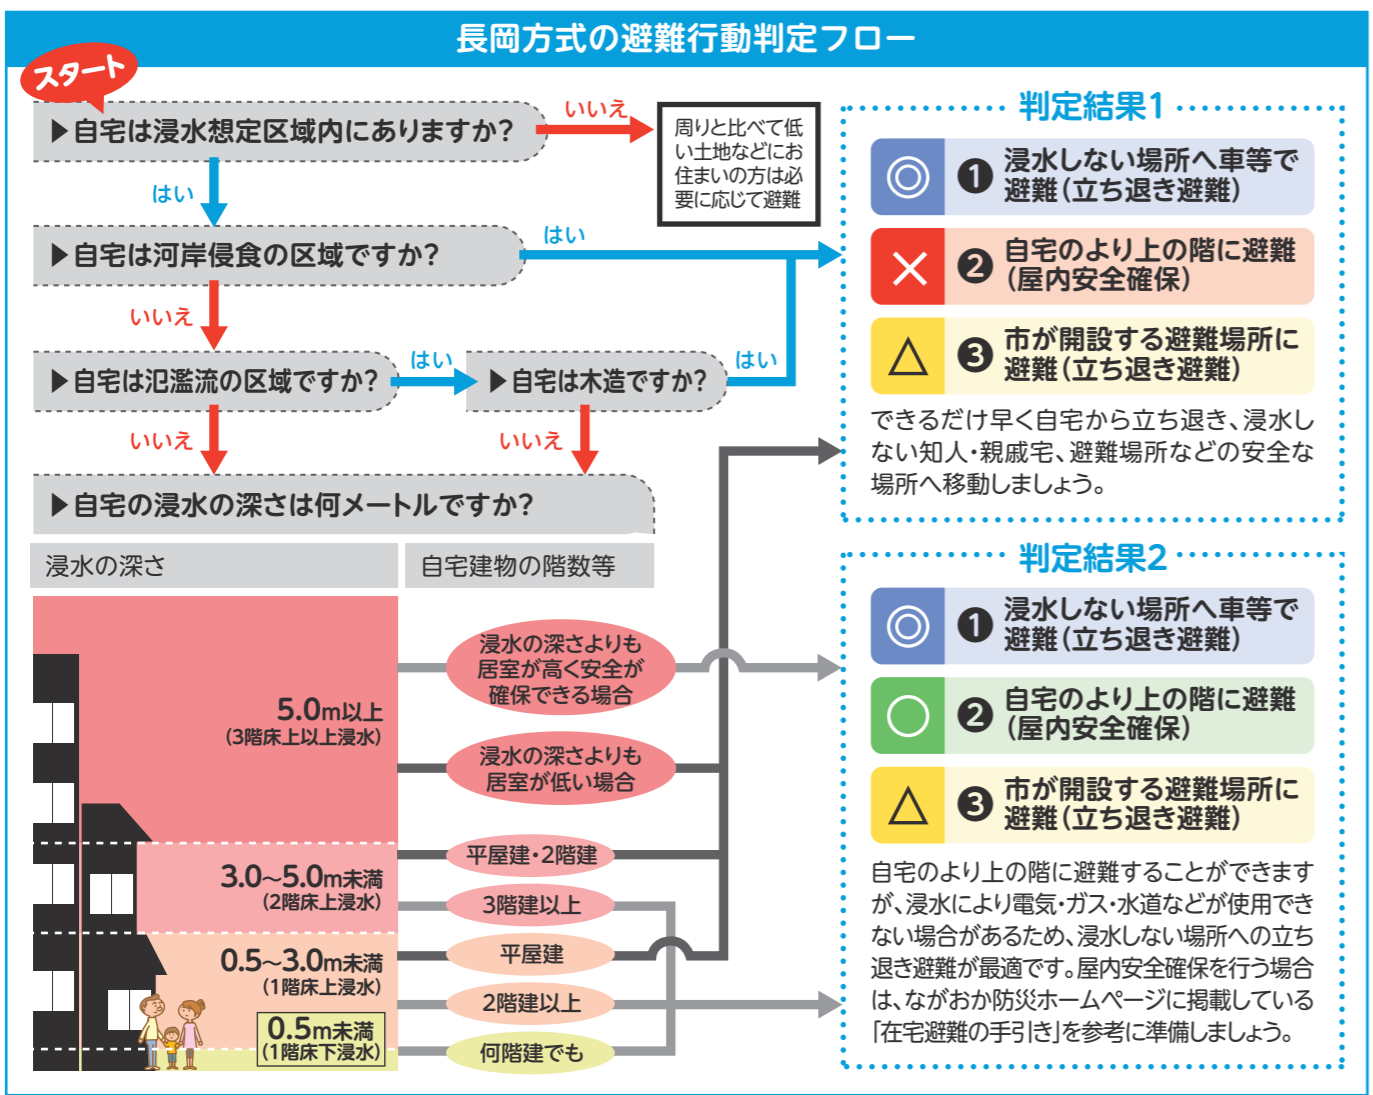 長岡方式の避難行動判定フロー
スタート
▶自宅は浸水想定区域内にありますか?
いいえ
周りと比べて低
い土地などにお
住まいの方は必
要に応じて避難
はい
▶自宅は河岸侵食の区域ですか?
はい
いいえ
▶自宅は氾濫流の区域ですか?
はい
▶自宅は木造ですか?
はい
いいえ
いいえ
▶自宅の浸水の深さは何メートルですか?
浸水の深さ
自宅建物の階数等
5.0m以上
(3階床上以上浸水)
浸水の深さよりも
居室が高く安全が
確保できる場合
浸水の深さよりも
居室が低い場合
3.0〜5.0m未満
(2階床上浸水)
平屋建・2階建
3階建以上
0.5〜3.0m未満
(1階床上浸水)
平屋建
2階建以上
0.5m未満
(1階床下浸水)
何階建でも
判定結果1
◎ ❶ 浸水しない場所へ車等で
避難(立ち退き避難)
× ❷ 自宅のより上の階に避難
(屋内安全確保)
△ ❸ 市が開設する避難場所に
避難(立ち退き避難)
できるだけ早く自宅から立ち退き、浸水し
ない知人・親戚宅、避難場所などの安全な
場所へ移動しましょう。
判定結果2
◎ ❶ 浸水しない場所へ車等で
避難(立ち退き避難)
○ ❷ 自宅のより上の階に避難
(屋内安全確保)
△ ❸ 市が開設する避難場所に
避難(立ち退き避難)
自宅のより上の階に避難することができます
が、浸水により電気・ガス・水道などが使用でき
ない場合があるため、浸水しない場所への立ち
退き避難が最適です。屋内安全確保を行う場合
は、ながおか防災ホームページに掲載している
「在宅避難の手引き」を参考に準備しましょう。